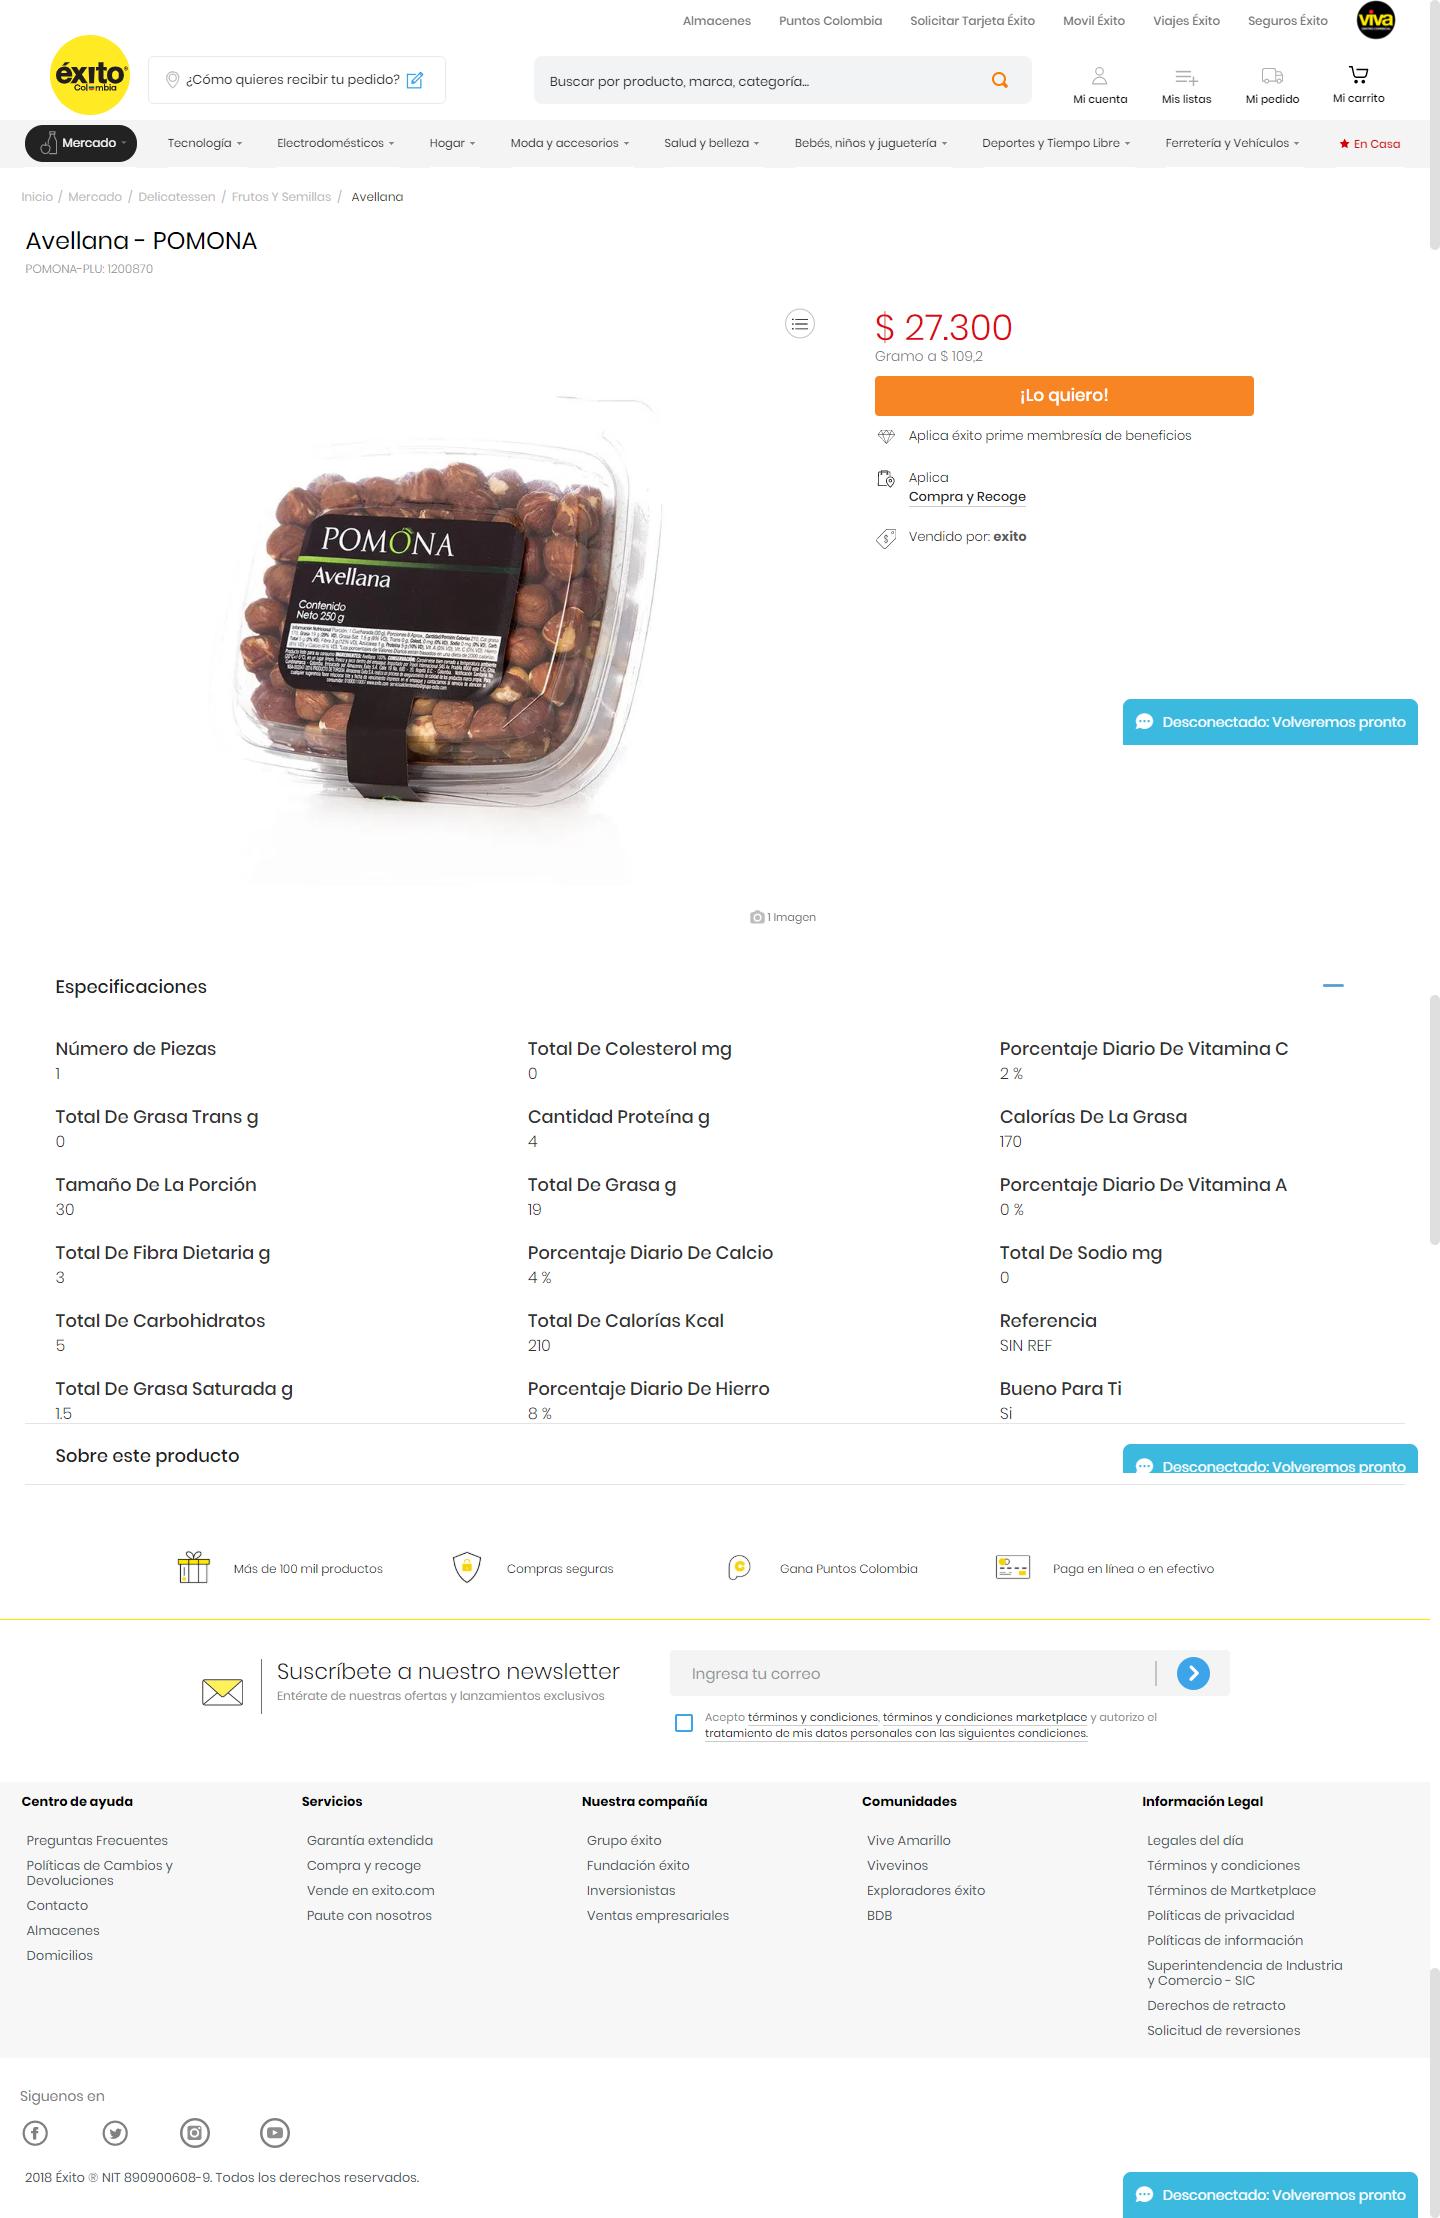 Almacenes Puntos Colombia Solicitar Tarjeta Éxito Movil Éxito Viajes Éxito Seguros Éxito viva
éxito
Colombia
¿Cómo quieres recibir tu pedido?
Buscar por producto, marca, categoría...
Mi cuenta Mis listas Mi pedido Mi carrito
Mercado Tecnología Electrodomésticos Hogar Moda y accesorios Salud y belleza Bebés, niños y juguetería Deportes y Tiempo Libre Ferretería y Vehículos En Casa
Inicio / Mercado / Delicatessen / Frutos Y Semillas / Avellana
Avellana - POMONA
POMONA-PLU: 1200870
$ 27.300
Gramo a $ 109,2
¡Lo quiero!
Aplica éxito prime membresía de beneficios
Aplica
Compra y Recoge
Vendido por: exito
POMONA
Avellana
Contenido
Neto 250 g
Desconectado: Volveremos pronto
1 Imagen
Especificaciones
Número de Piezas
1
Total De Colesterol mg
0
Porcentaje Diario De Vitamina C
2 %
Total De Grasa Trans g
0
Cantidad Proteína g
4
Calorías De La Grasa
170
Tamaño De La Porción
30
Total De Grasa g
19
Porcentaje Diario De Vitamina A
0 %
Total De Fibra Dietaria g
3
Porcentaje Diario De Calcio
4 %
Total De Sodio mg
0
Total De Carbohidratos
5
Total De Calorías Kcal
210
Referencia
SIN REF
Total De Grasa Saturada g
1.5
Porcentaje Diario De Hierro
8 %
Bueno Para Ti
Si
Sobre este producto
Desconectado: Volveremos pronto
Más de 100 mil productos
Compras seguras
Gana Puntos Colombia
Paga en línea o en efectivo
Suscríbete a nuestro newsletter
Entérate de nuestras ofertas y lanzamientos exclusivos
Ingresa tu correo
Acepto términos y condiciones, términos y condiciones marketplace y autorizo el
tratamiento de mis datos personales con las siguientes condiciones.
Centro de ayuda
Preguntas Frecuentes
Políticas de Cambios y
Devoluciones
Contacto
Almacenes
Domicilios
Servicios
Garantía extendida
Compra y recoge
Vende en exito.com
Paute con nosotros
Nuestra compañía
Grupo éxito
Fundación éxito
Inversionistas
Ventas empresariales
Comunidades
Vive Amarillo
Vivevinos
Exploradores éxito
BDB
Información Legal
Legales del día
Términos y condiciones
Términos de Martketplace
Políticas de privacidad
Políticas de información
Superintendencia de Industria
y Comercio - SIC
Derechos de retracto
Solicitud de reversiones
Siguenos en
2018 Éxito ® NIT 890900608-9. Todos los derechos reservados.
Desconectado: Volveremos pronto